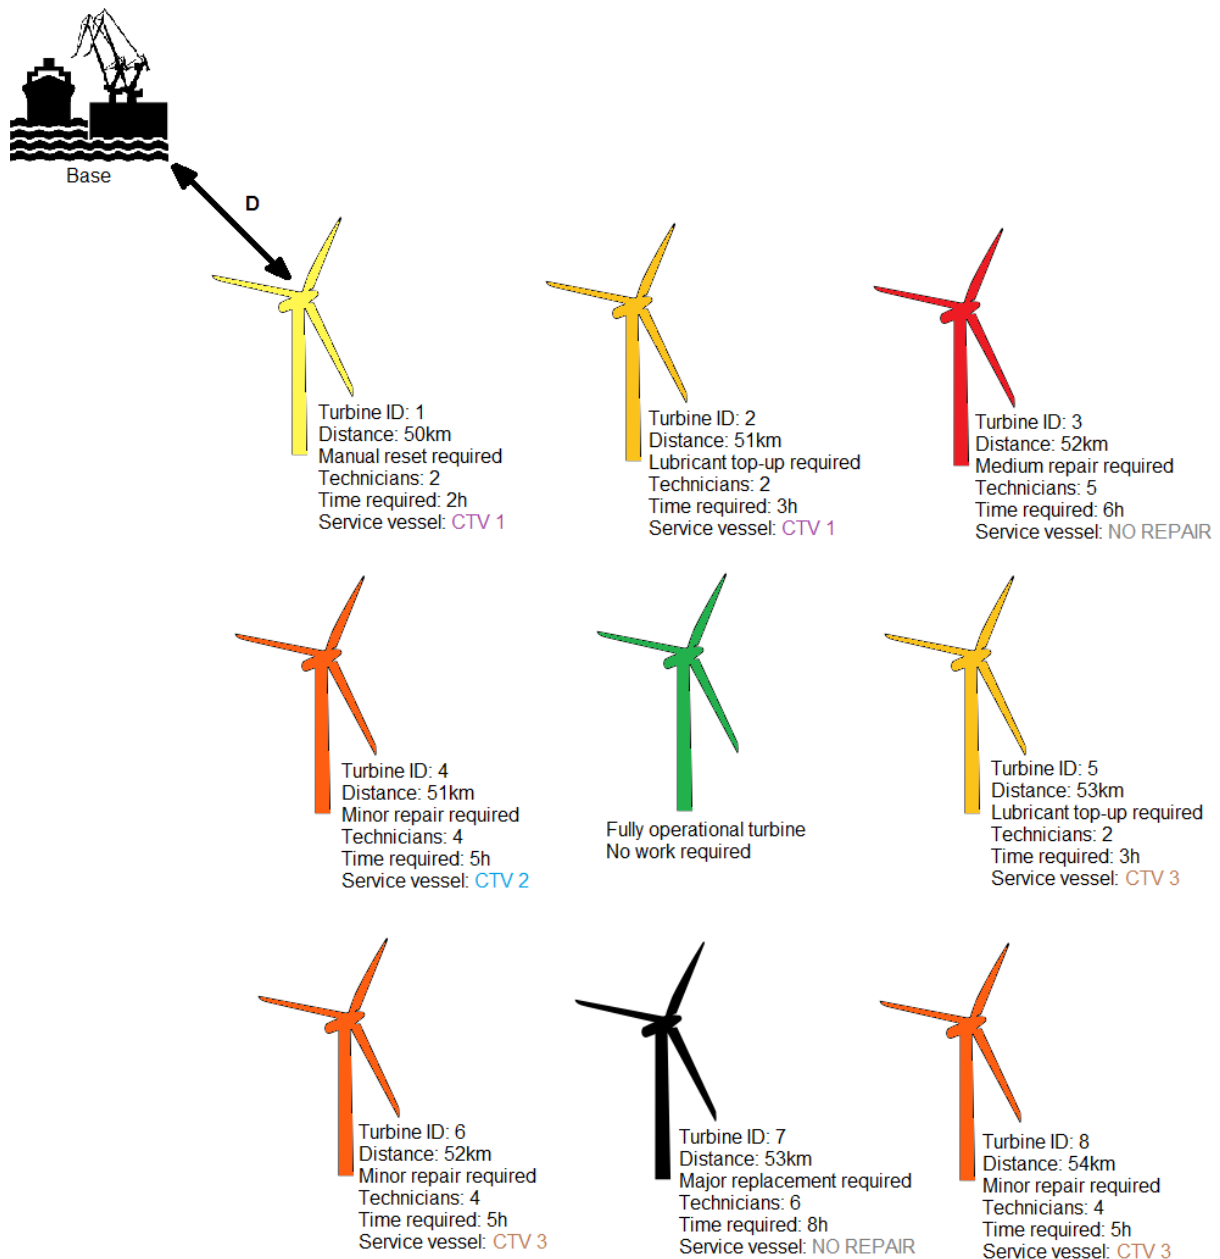 Base
D
Turbine ID: 1
Distance: 50km
Manual reset required
Technicians: 2
Time required: 2h
Service vessel: CTV 1
Turbine ID: 2
Distance: 51km
Lubricant top-up required
Technicians: 2
Time required: 3h
Service vessel: CTV 1
Turbine ID: 3
Distance: 52km
Medium repair required
Technicians: 5
Time required: 6h
Service vessel: NO REPAIR
Turbine ID: 4
Distance: 51km
Minor repair required
Technicians: 4
Time required: 5h
Service vessel: CTV 2
Fully operational turbine
No work required
Turbine ID: 5
Distance: 53km
Lubricant top-up required
Technicians: 2
Time required: 3h
Service vessel: CTV 3
Turbine ID: 6
Distance: 52km
Minor repair required
Technicians: 4
Time required: 5h
Service vessel: CTV 3
Turbine ID: 7
Distance: 53km
Major replacement required
Technicians: 6
Time required: 8h
Service vessel: NO REPAIR
Turbine ID: 8
Distance: 54km
Minor repair required
Technicians: 4
Time required: 5h
Service vessel: CTV 3